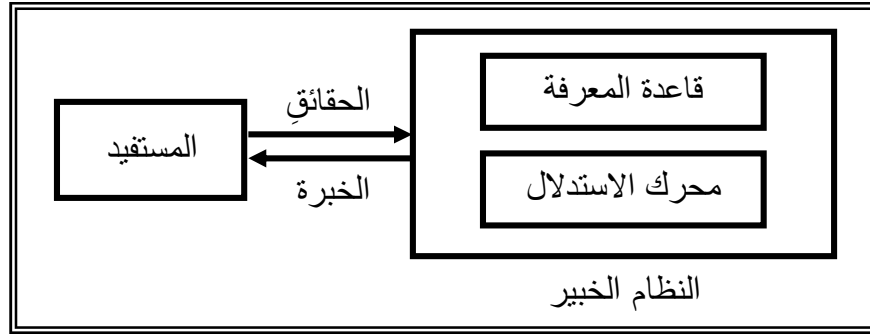 قاعدة المعرفة
الحقائقِ
المستفيد
محرك الاستدلال
الخبرة
النظام الخبير